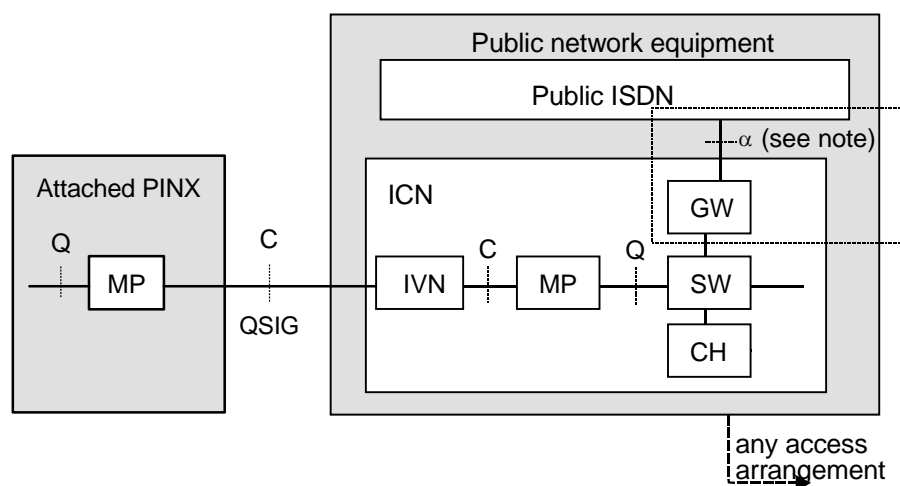 Public network equipment
Public ISDN
α (see note)
Attached PINX
ICN
GW
Q
C
C
Q
MP
IVN
MP
SW
QSIG
CH
any access
arrangement